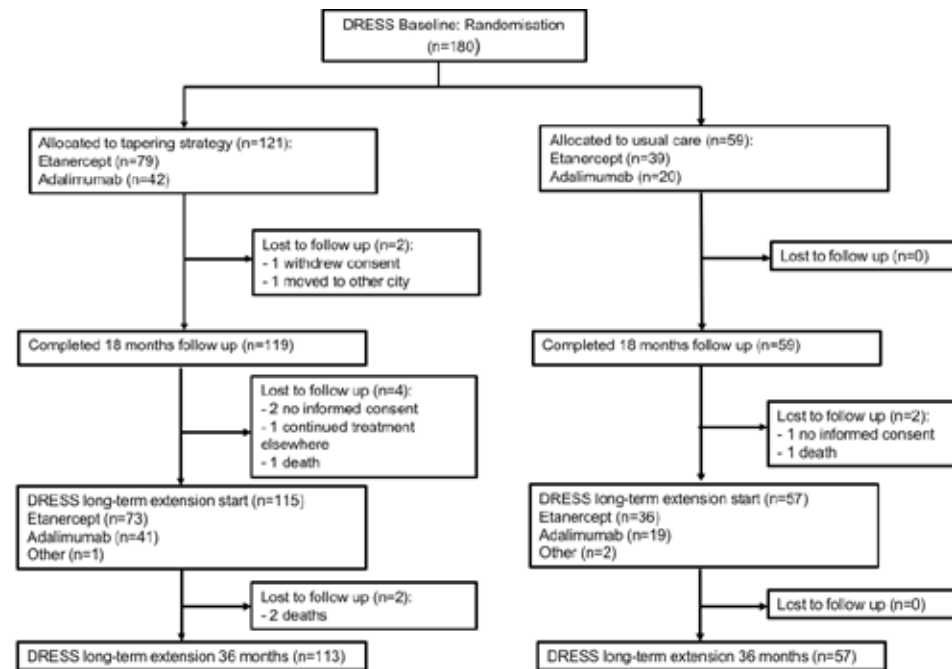 DRESS Baseline: Randomisation
(n=180)
Allocated to tapering strategy (n=121):
Etanercept (n=79)
Adalimumab (n=42)
Allocated to usual care (n=59):
Etanercept (n=39)
Adalimumab (n=20)
Lost to follow up (n=2):
- 1 withdrew consent
- 1 moved to other city
Lost to follow up (n=0)
Completed 18 months follow up (n=119)
Completed 18 months follow up (n=59)
Lost to follow up (n=4):
- 2 no informed consent
- 1 continued treatment
elsewhere
- 1 death
Lost to follow up (n=2):
- 1 no informed consent
- 1 death
DRESS long-term extension start (n=115)
Etanercept (n=73)
Adalimumab (n=41)
Other (n=1)
DRESS long-term extension start (n=57)
Etanercept (n=36)
Adalimumab (n=19)
Other (n=2)
Lost to follow up (n=2):
- 2 deaths
Lost to follow up (n=0)
DRESS long-term extension 36 months (n=113)
DRESS long-term extension 36 months (n=57)